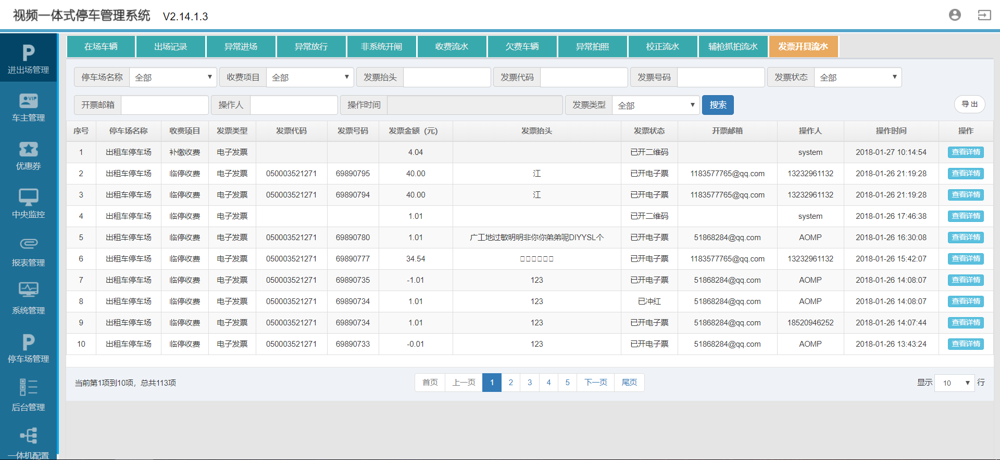 视频一体式停车管理系统 V2.14.1.3
在场车辆 出场记录 异常进场 异常放行 非系统开闸 收费流水 欠费车辆 异常拍照 校正流水 辅枪抓拍流水 发票开具流水
进出场管理
车主管理
优惠券
中央监控
报表管理
系统管理
停车场管理
后台管理
一体机配置
停车场名称 全部 收费项目 全部 发票抬头 发票代码 发票号码 发票状态 全部
开票邮箱 操作人 操作时间 发票类型 全部 搜索 导出
序号 停车场名称 收费项目 发票类型 发票代码 发票号码 发票金额（元） 发票抬头 发票状态 开票邮箱 操作人 操作时间 操作
1 出租车停车场 补缴收费 电子发票 4.04 已开二维码 system 2018-01-27 10:14:54 查看详情
2 出租车停车场 临停收费 电子发票 050003521271 69890795 40.00 江 已开电子票 1183577765@qq.com 13232961132 2018-01-26 21:19:28 查看详情
3 出租车停车场 临停收费 电子发票 050003521271 69890794 40.00 江 已开电子票 1183577765@qq.com 13232961132 2018-01-26 21:19:28 查看详情
4 出租车停车场 临停收费 电子发票 1.01 已开二维码 system 2018-01-26 17:46:38 查看详情
5 出租车停车场 临停收费 电子发票 050003521271 69890780 1.01 广工地过敏明明非你你弟弟呢DIYYSL个 已开电子票 51868284@qq.com AOMP 2018-01-26 16:30:08 查看详情
6 出租车停车场 临停收费 电子发票 050003521271 69890777 34.54 □□□□□□ 已开电子票 1183577765@qq.com 13232961132 2018-01-26 15:42:07 查看详情
7 出租车停车场 临停收费 电子发票 050003521271 69890735 -1.01 123 已开电子票 51868284@qq.com AOMP 2018-01-26 14:08:07 查看详情
8 出租车停车场 临停收费 电子发票 050003521271 69890734 1.01 123 已冲红 51868284@qq.com AOMP 2018-01-26 14:08:07 查看详情
9 出租车停车场 临停收费 电子发票 050003521271 69890734 1.01 123 已开电子票 51868284@qq.com 18520946252 2018-01-26 14:07:44 查看详情
10 出租车停车场 临停收费 电子发票 050003521271 69890733 -0.01 123 已开电子票 51868284@qq.com AOMP 2018-01-26 13:43:24 查看详情
当前第1项到10项，总共113项 首页 上一页 1 2 3 4 5 下一页 尾页 显示 10 行